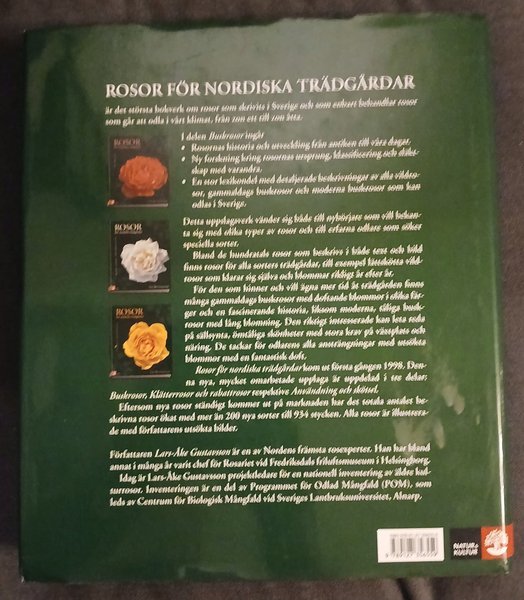 ROSOR FÖR NORDISKA TRÄDGÅRDAR
är det största bokverk om rosor som skrivits i Sverige och som enbart behandlar rosor
som går att odla i vårt klimat, från zon ett till zon åtta.
I delen Buskrosor ingår
• Rosornas historia och utveckling från antiken till våra dagar.
• Ny forskning kring rosornas ursprung, klassificering och släkt-
skap med varandra.
• En stor lexikondel med detaljerade beskrivningar av alla vildro-
sor, gammaldags buskrosor och moderna buskrosor som kan
odlas i Sverige.
Detta uppslagsverk vänder sig både till nybörjare som vill bekan-
ta sig med olika typer av rosor och till erfarna odlare som söker
speciella sorter.
Bland de hundratals rosor som beskrivs i både text och bild
finns rosor för alla sorters trädgårdar, till exempel lättskötta vild-
rosor som klarar sig själva och blommar rikligt år efter år.
För den som hinner och vill ägna mer tid åt trädgården finns
många gammaldags buskrosor med doftande blommor i olika fär-
ger och en fascinerande historia, liksom moderna, tåliga busk-
rosor med lång blomning. Den riktigt intresserade kan leta reda
på sällsynta, ömtåliga skönheter med stora krav på växtplats och
näring. De tackar för odlarens alla ansträngningar med utsökta
blommor med en fantastisk doft.
Rosor för nordiska trädgårdar kom ut första gången 1998. Den-
na nya, mycket omarbetade upplaga är uppdelad i tre delar;
Buskrosor, Klätterrosor och rabattrosor respektive Användning och skötsel.
Eftersom nya rosor ständigt kommer ut på marknaden har det totala antalet be-
skrivna rosor ökat med mer än 200 nya sorter till 934 stycken. Alla rosor är illustrera-
de med författarens utsökta bilder.
Författaren Lars-Åke Gustavsson är en av Nordens främsta rosexperter. Han har bland
annat i många år varit chef för Rosariet vid Fredriksdals friluftsmuseum i Helsingborg.
Idag är Lars-Åke Gustavsson projektledare för en nationell inventering av äldre kul-
turrosor. Inventeringen är en del av Programmet för Odlad Mångfald (POM), som
leds av Centrum för Biologisk Mångfald vid Sveriges Lantbruksuniversitet, Alnarp.
ROSOR
ROSOR
ROSOR
NATUR &
KULTUR